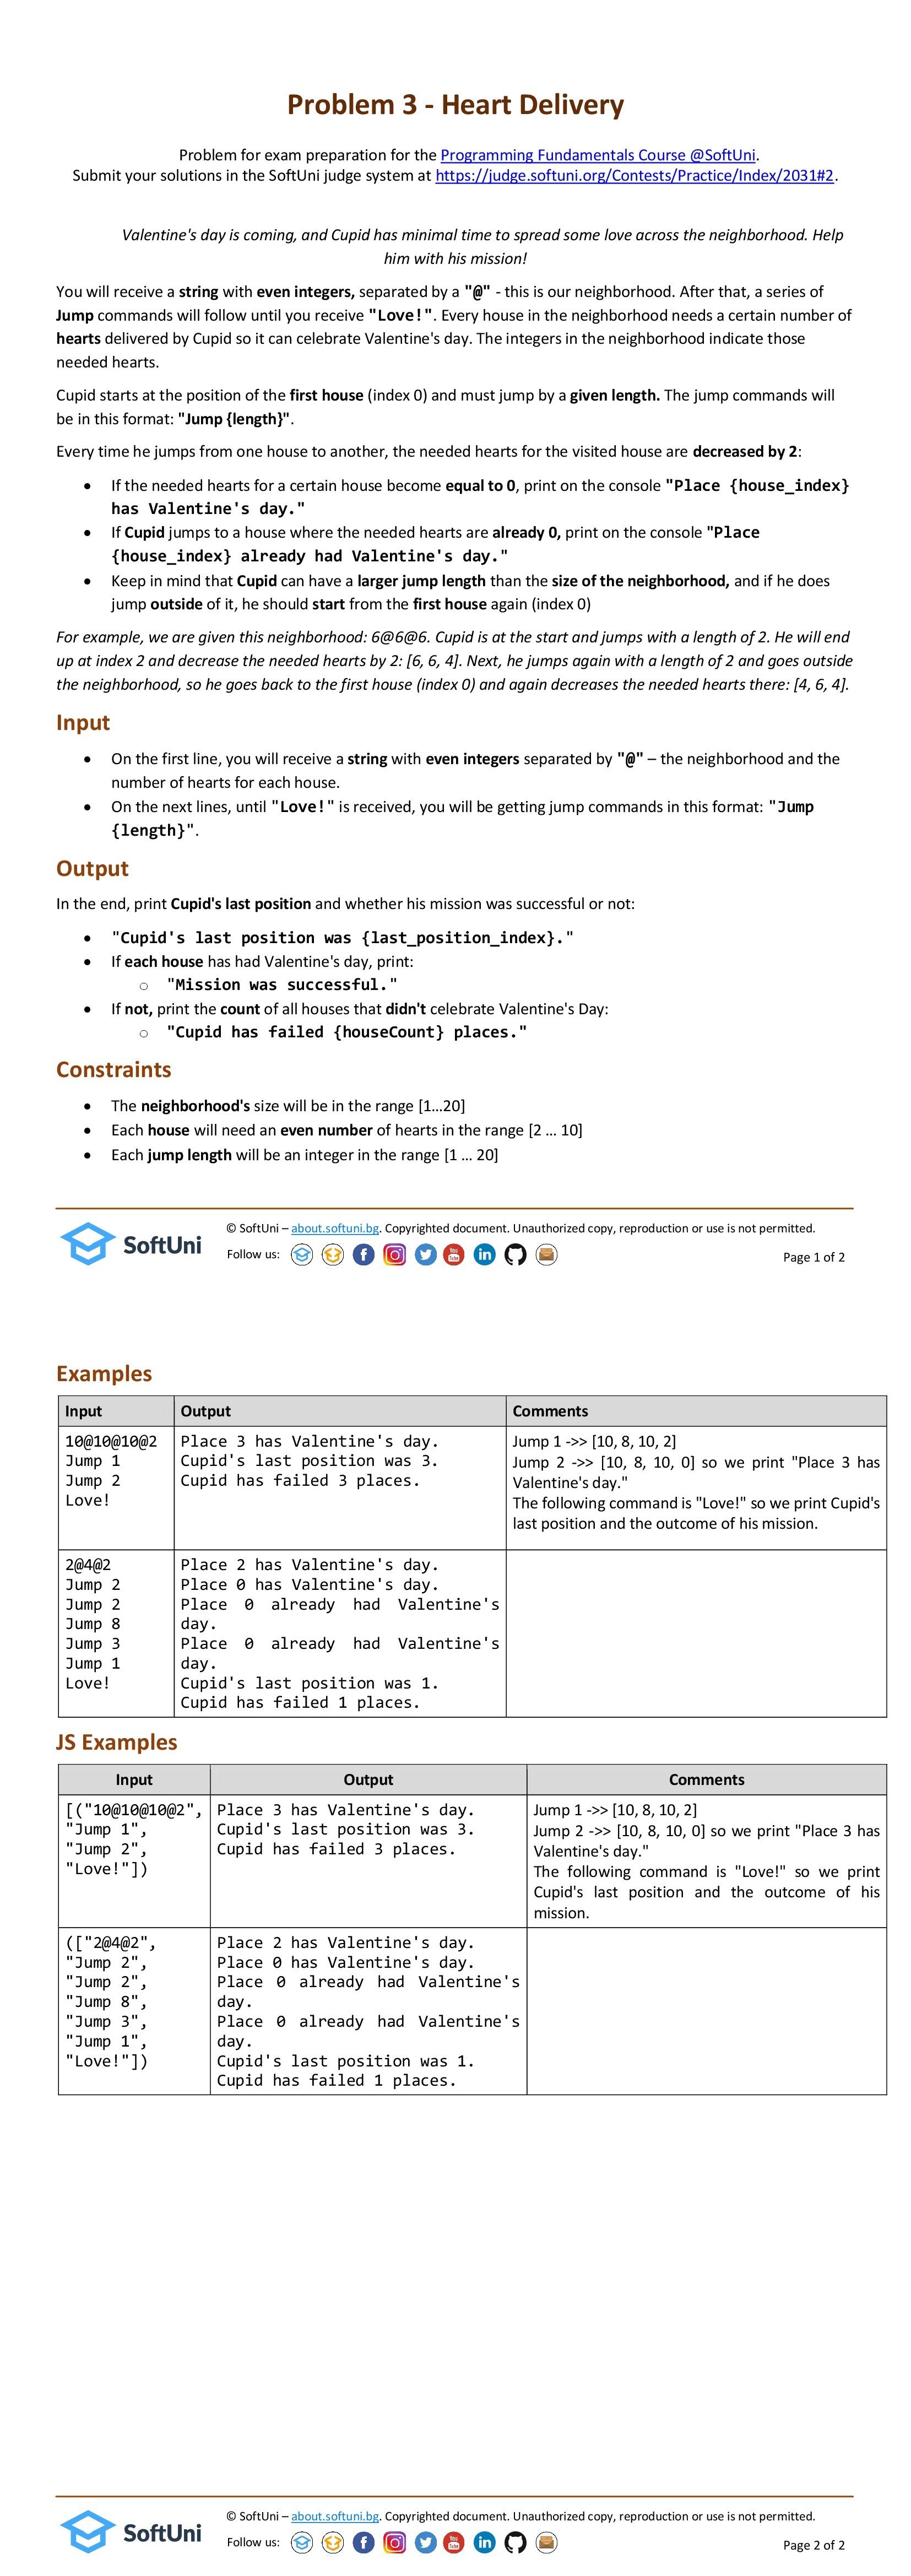 Problem 3 - Heart Delivery
Problem for exam preparation for the Programming Fundamentals Course @SoftUni.
Submit your solutions in the SoftUni judge system at https://judge.softuni.org/Contests/Practice/Index/2031#2.
Valentine's day is coming, and Cupid has minimal time to spread some love across the neighborhood. Help
him with his mission!
You will receive a string with even integers, separated by a "@" - this is our neighborhood. After that, a series of
Jump commands will follow until you receive "Love!". Every house in the neighborhood needs a certain number of
hearts delivered by Cupid so it can celebrate Valentine's day. The integers in the neighborhood indicate those
needed hearts.
Cupid starts at the position of the first house (index 0) and must jump by a given length. The jump commands will
be in this format: "Jump {length}".
Every time he jumps from one house to another, the needed hearts for the visited house are decreased by 2:
• If the needed hearts for a certain house become equal to 0, print on the console "Place {house_index}
has Valentine's day."
• If Cupid jumps to a house where the needed hearts are already 0, print on the console "Place
{house_index} already had Valentine's day."
• Keep in mind that Cupid can have a larger jump length than the size of the neighborhood, and if he does
jump outside of it, he should start from the first house again (index 0)
For example, we are given this neighborhood: 6@6@6. Cupid is at the start and jumps with a length of 2. He will end
up at index 2 and decrease the needed hearts by 2: [6, 6, 4]. Next, he jumps again with a length of 2 and goes outside
the neighborhood, so he goes back to the first house (index 0) and again decreases the needed hearts there: [4, 6, 4].
Input
• On the first line, you will receive a string with even integers separated by "@" – the neighborhood and the
number of hearts for each house.
• On the next lines, until "Love!" is received, you will be getting jump commands in this format: "Jump
{length}".
Output
In the end, print Cupid's last position and whether his mission was successful or not:
• "Cupid's last position was {last_position_index}."
• If each house has had Valentine's day, print:
○ "Mission was successful."
• If not, print the count of all houses that didn't celebrate Valentine's Day:
○ "Cupid has failed {houseCount} places."
Constraints
• The neighborhood's size will be in the range [1…20]
• Each house will need an even number of hearts in the range [2 … 10]
• Each jump length will be an integer in the range [1 … 20]
SoftUni
© SoftUni – about.softuni.bg. Copyrighted document. Unauthorized copy, reproduction or use is not permitted.
Follow us:
Page 1 of 2
Examples
Input Output Comments
10@10@10@2
Jump 1
Jump 2
Love!
Place 3 has Valentine's day.
Cupid's last position was 3.
Cupid has failed 3 places.
Jump 1 ->> [10, 8, 10, 2]
Jump 2 ->> [10, 8, 10, 0] so we print "Place 3 has
Valentine's day."
The following command is "Love!" so we print Cupid's
last position and the outcome of his mission.
2@4@2
Jump 2
Jump 2
Jump 8
Jump 3
Jump 1
Love!
Place 2 has Valentine's day.
Place 0 has Valentine's day.
Place 0 already had Valentine's
day.
Place 0 already had Valentine's
day.
Cupid's last position was 1.
Cupid has failed 1 places.
JS Examples
Input Output Comments
[("10@10@10@2",
"Jump 1",
"Jump 2",
"Love!"])
Place 3 has Valentine's day.
Cupid's last position was 3.
Cupid has failed 3 places.
Jump 1 ->> [10, 8, 10, 2]
Jump 2 ->> [10, 8, 10, 0] so we print "Place 3 has
Valentine's day."
The following command is "Love!" so we print
Cupid's last position and the outcome of his
mission.
(["2@4@2",
"Jump 2",
"Jump 2",
"Jump 8",
"Jump 3",
"Jump 1",
"Love!"])
Place 2 has Valentine's day.
Place 0 has Valentine's day.
Place 0 already had Valentine's
day.
Place 0 already had Valentine's
day.
Cupid's last position was 1.
Cupid has failed 1 places.
SoftUni
© SoftUni – about.softuni.bg. Copyrighted document. Unauthorized copy, reproduction or use is not permitted.
Follow us:
Page 2 of 2